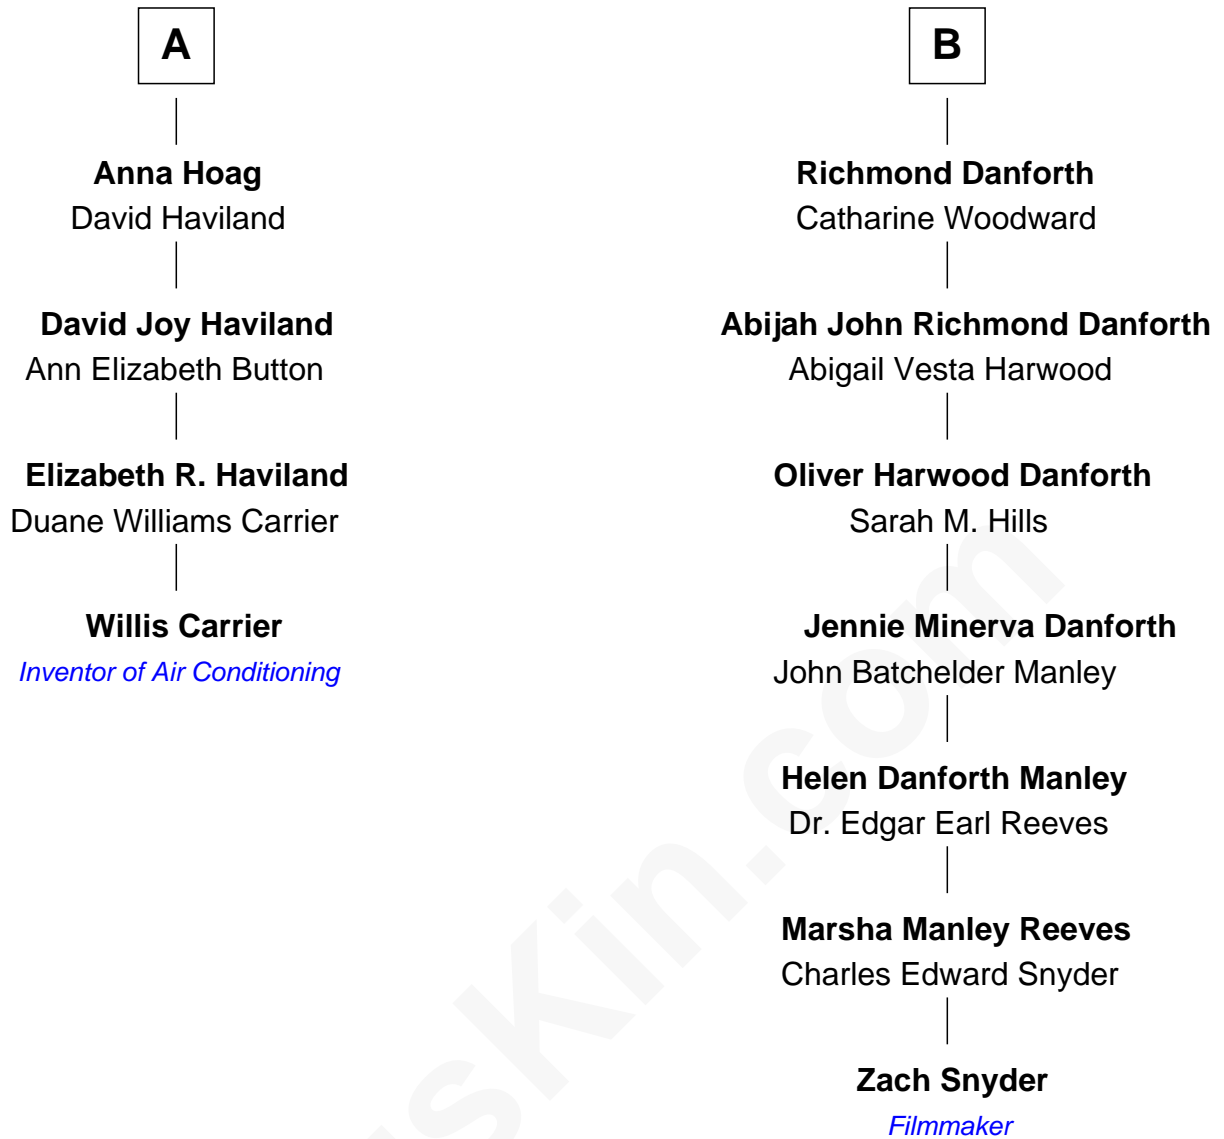 A
Anna Hoag
David Haviland
David Joy Haviland
Ann Elizabeth Button
Elizabeth R. Haviland
Duane Williams Carrier
Willis Carrier
Inventor of Air Conditioning
B
Richmond Danforth
Catharine Woodward
Abijah John Richmond Danforth
Abigail Vesta Harwood
Oliver Harwood Danforth
Sarah M. Hills
Jennie Minerva Danforth
John Batchelder Manley
Helen Danforth Manley
Dr. Edgar Earl Reeves
Marsha Manley Reeves
Charles Edward Snyder
Zach Snyder
Filmmaker
sKin.com